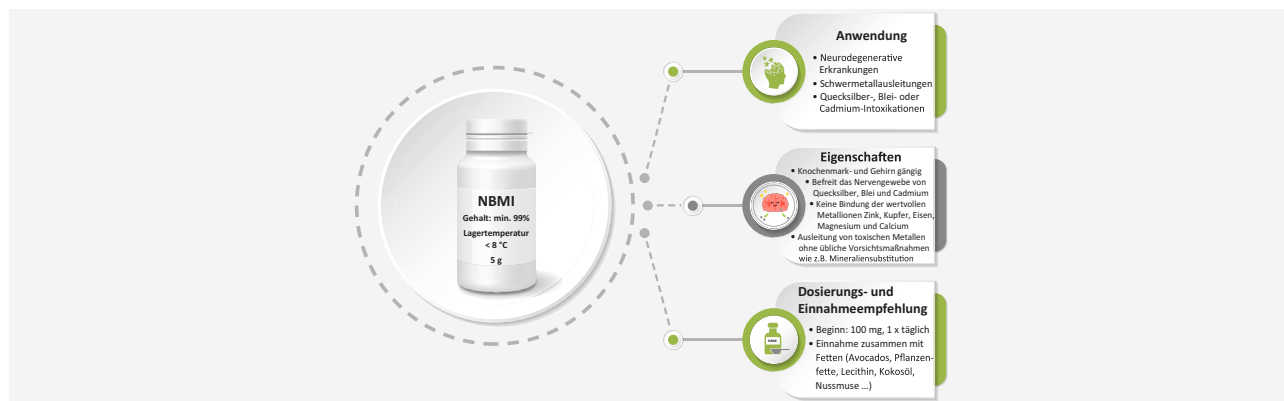 NBMI
Gehalt: min. 99%
Lagertemperatur
< 8 °C
5 g
Anwendung
• Neurodegenerative
Erkrankungen
• Schwermetallausleitungen
• Quecksilber-, Blei- oder
Cadmium-Intoxikationen
Eigenschaften
• Knochenmark- und Gehirn gängig
• Befreit das Nervengewebe von
Quecksilber, Blei und Cadmium
• Keine Bindung der wertvollen
Metallionen Zink, Kupfer, Eisen,
Magnesium und Calcium
• Ausleitung von toxischen Metallen
ohne übliche Vorsichtsmaßnahmen
wie z.B. Mineraliensubstitution
Dosierungs- und
Einnahmeempfehlung
• Beginn: 100 mg, 1 x täglich
• Einnahme zusammen mit
Fetten (Avocados, Pflanzen-
fette, Lecithin, Kokosöl,
Nussmuse ...)